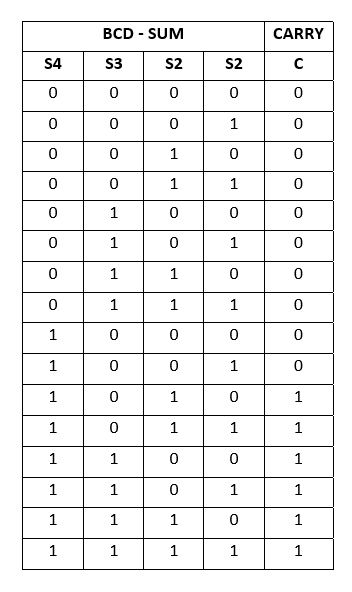 BCD - SUM CARRY
S4 S3 S2 S2 C
0 0 0 0 0
0 0 0 1 0
0 0 1 0 0
0 0 1 1 0
0 1 0 0 0
0 1 0 1 0
0 1 1 0 0
0 1 1 1 0
1 0 0 0 0
1 0 0 1 0
1 0 1 0 1
1 0 1 1 1
1 1 0 0 1
1 1 0 1 1
1 1 1 0 1
1 1 1 1 1